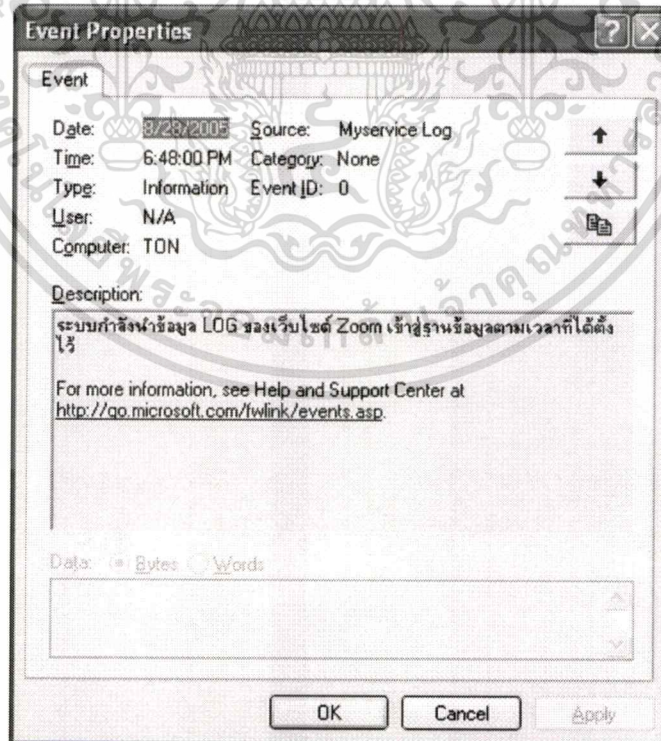 Event Properties
Event
Date: 8/28/2005 Source: Myservice Log
Time: 6:48:00 PM Category: None
Type: Information Event ID: 0
User: N/A
Computer: TON
Description:
ระบบกำลังนำข้อมูล LOG ของเว็บไซต์ Zoom เข้าสู่ฐานข้อมูลตามเวลาที่ได้ตั้ง
ไว้
For more information, see Help and Support Center at
http://go.microsoft.com/fwlink/events.asp.
Data: Bytes Words
OK Cancel Apply